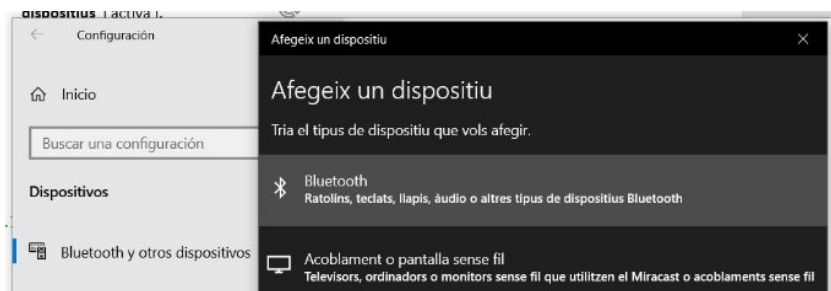 dispositius i activa l.
Configuración
Inicio
Buscar una configuración
Dispositivos
Bluetooth y otros dispositivos
Afegeix un dispositiu
Afegeix un dispositiu
Tria el tipus de dispositiu que vols afegir.
Bluetooth
Ratolins, teclats, llapis, àudio o altres tipus de dispositius Bluetooth
Acoblament o pantalla sense fil
Televisors, ordinadors o monitors sense fil que utilitzen el Miracast o acoblaments sense fil